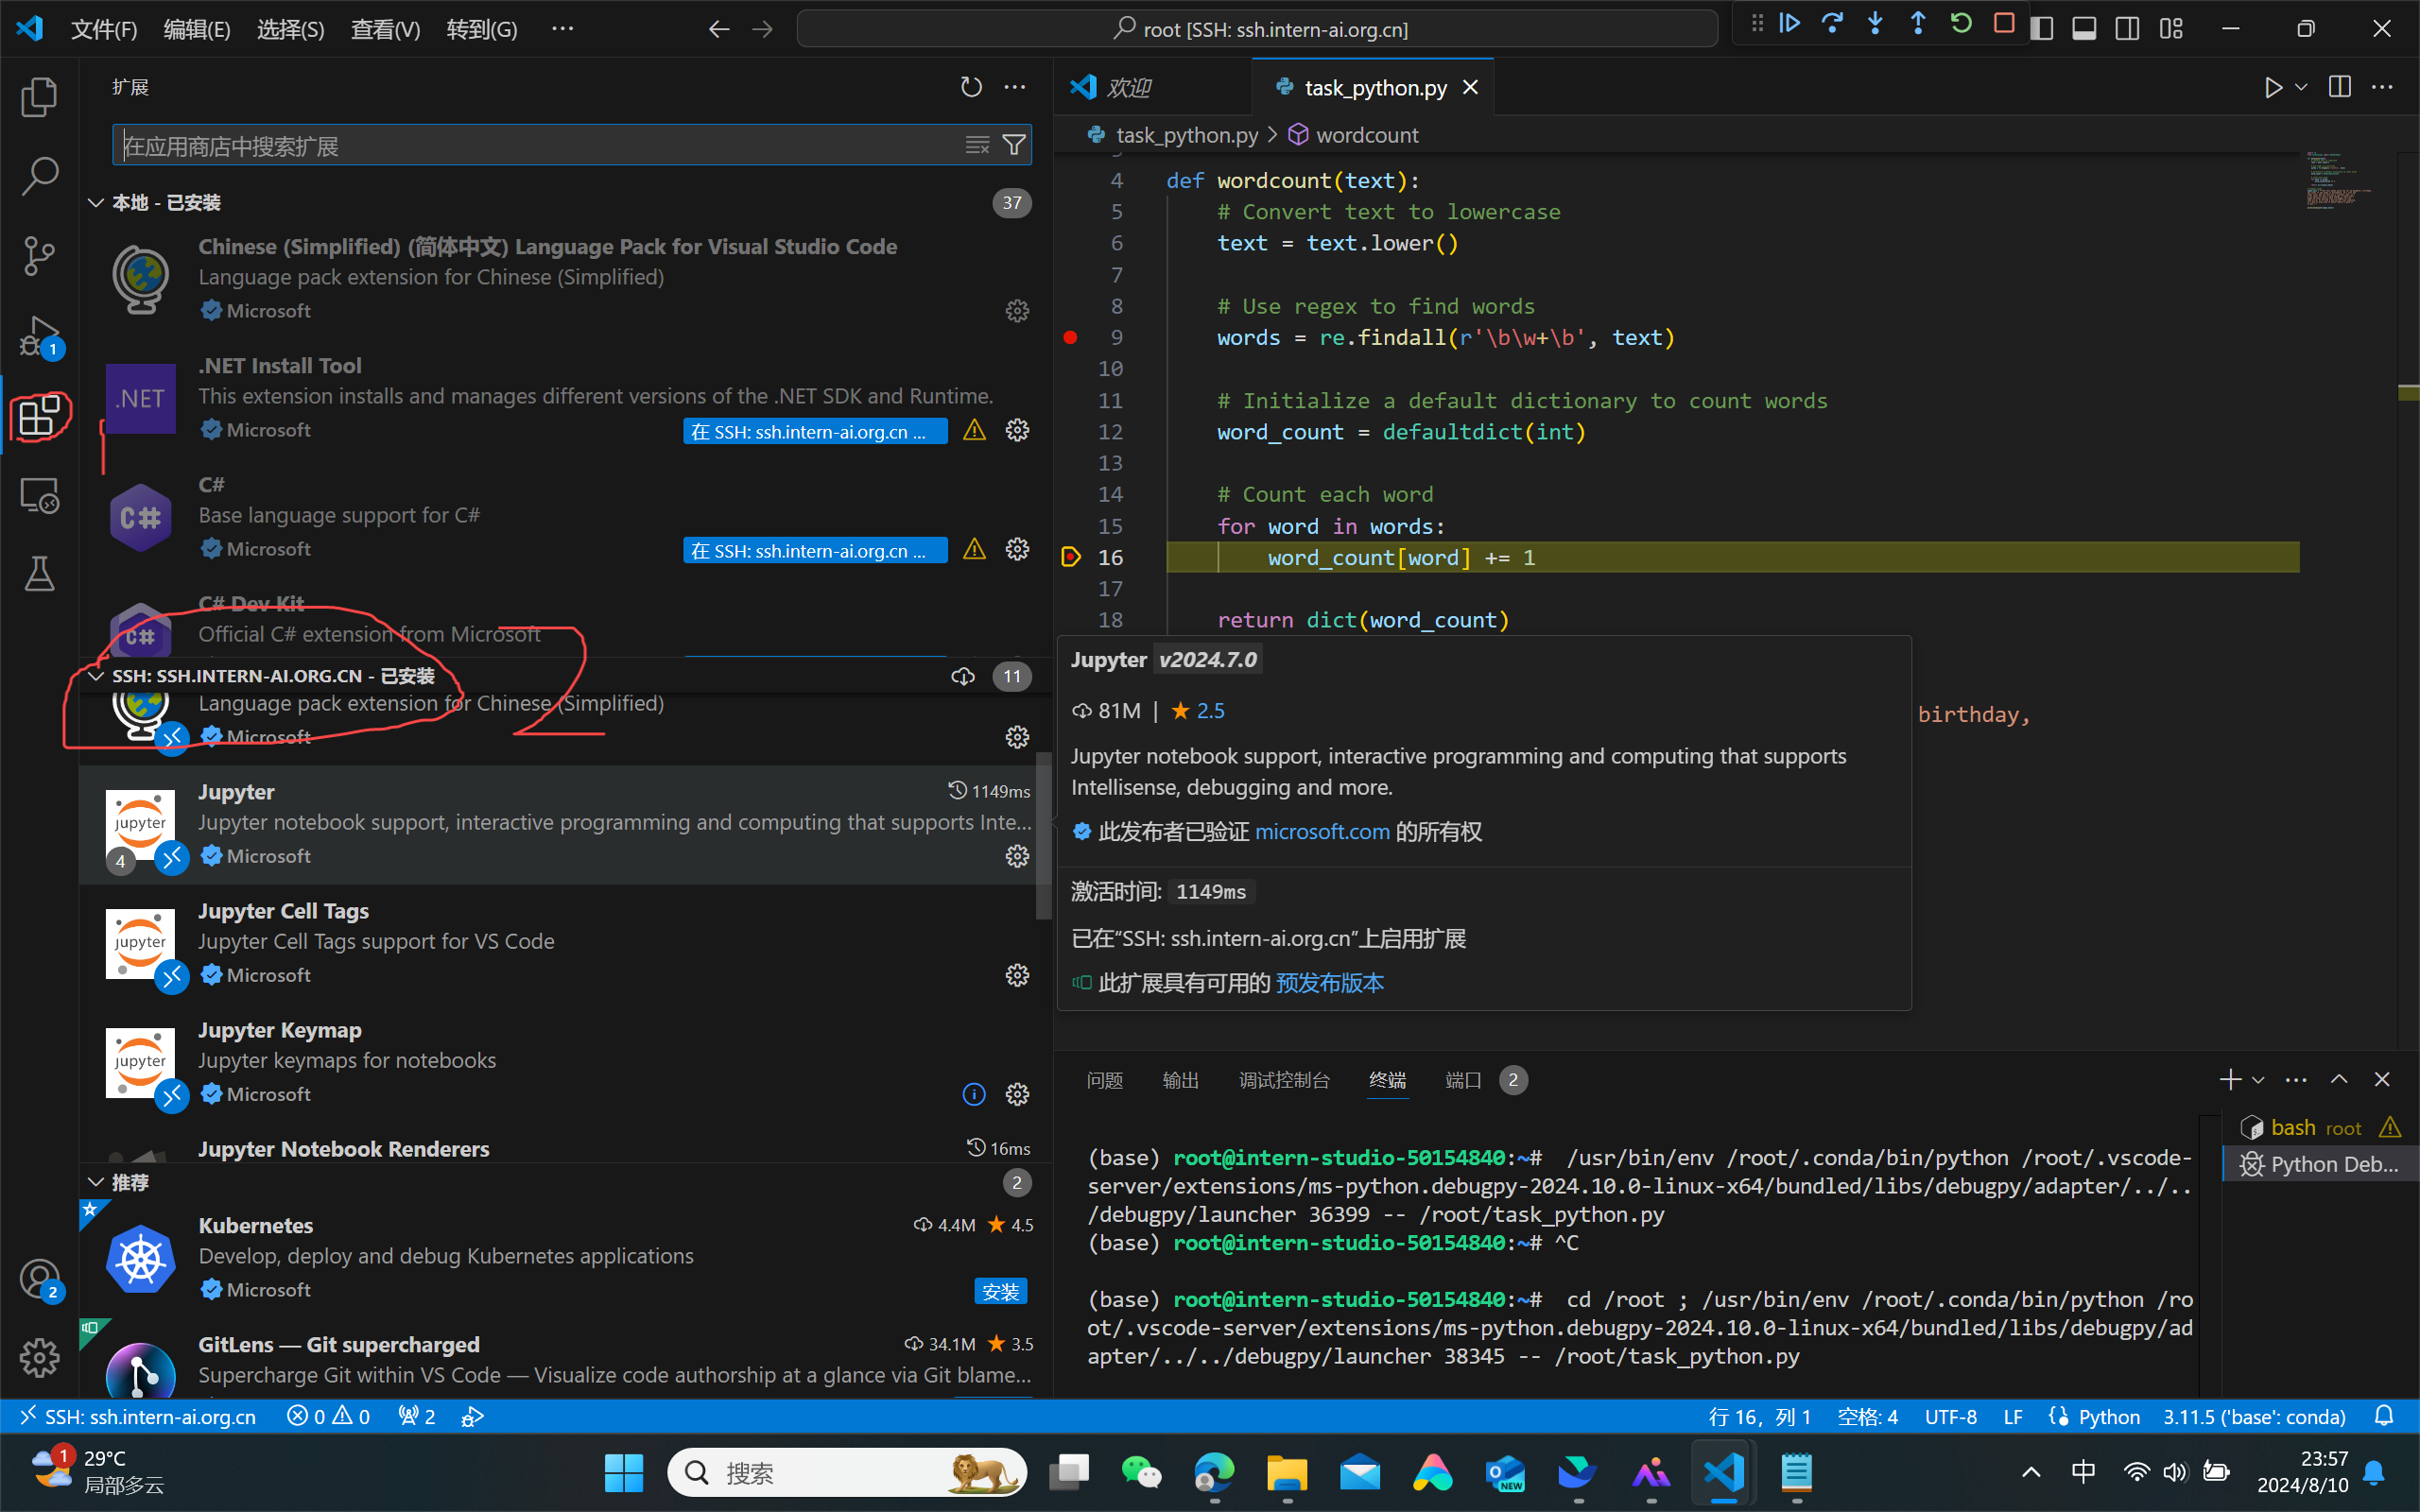 文件(F) 编辑(E) 选择(S) 查看(V) 转到(G) ··· root [SSH: ssh.intern-ai.org.cn]
扩展
在应用商店中搜索扩展
本地 - 已安装 37
Chinese (Simplified) (简体中文) Language Pack for Visual Studio Code
Language pack extension for Chinese (Simplified)
Microsoft
.NET
.NET Install Tool
This extension installs and manages different versions of the .NET SDK and Runtime.
Microsoft 在 SSH: ssh.intern-ai.org.cn ...
1
C#
C#
Base language support for C#
Microsoft 在 SSH: ssh.intern-ai.org.cn ...
C#
C# Dev Kit
Official C# extension from Microsoft
2
SSH: SSH.INTERN-AI.ORG.CN - 已安装 11
Language pack extension for Chinese (Simplified)
Microsoft
Jupyter 1149ms
jupyter
Jupyter notebook support, interactive programming and computing that supports Inte...
4 Microsoft
Jupyter Cell Tags
jupyter
Jupyter Cell Tags support for VS Code
Microsoft
Jupyter Keymap
jupyter
Jupyter keymaps for notebooks
Microsoft
Jupyter Notebook Renderers 16ms
推荐 2
Kubernetes 4.4M 4.5
Develop, deploy and debug Kubernetes applications
Microsoft 安装
GitLens — Git supercharged 34.1M 3.5
Supercharge Git within VS Code — Visualize code authorship at a glance via Git blame...
1
2
欢迎 task_python.py
task_python.py > wordcount
4 def wordcount(text):
5 # Convert text to lowercase
6 text = text.lower()
7
8 # Use regex to find words
9 words = re.findall(r'\b\w+\b', text)
10
11 # Initialize a default dictionary to count words
12 word_count = defaultdict(int)
13
14 # Count each word
15 for word in words:
16 word_count[word] += 1
17
18 return dict(word_count)
birthday,
Jupyter v2024.7.0
81M | 2.5
Jupyter notebook support, interactive programming and computing that supports
Intellisense, debugging and more.
此发布者已验证 microsoft.com 的所有权
激活时间: 1149ms
已在“SSH: ssh.intern-ai.org.cn”上启用扩展
此扩展具有可用的 预发布版本
问题 输出 调试控制台 终端 端口 2
(base) root@intern-studio-50154840:~# /usr/bin/env /root/.conda/bin/python /root/.vscode-
server/extensions/ms-python.debugpy-2024.10.0-linux-x64/bundled/libs/debugpy/adapter/../..
/debugpy/launcher 36399 -- /root/task_python.py
(base) root@intern-studio-50154840:~# ^C
(base) root@intern-studio-50154840:~# cd /root ; /usr/bin/env /root/.conda/bin/python /ro
ot/.vscode-server/extensions/ms-python.debugpy-2024.10.0-linux-x64/bundled/libs/debugpy/ad
apter/../../debugpy/launcher 38345 -- /root/task_python.py
bash root
Python Deb...
SSH: ssh.intern-ai.org.cn 0 0 2 行 16, 列 1 空格: 4 UTF-8 LF Python 3.11.5 ('base': conda)
1
29°C
局部多云
搜索
NEW
中
23:57
2024/8/10